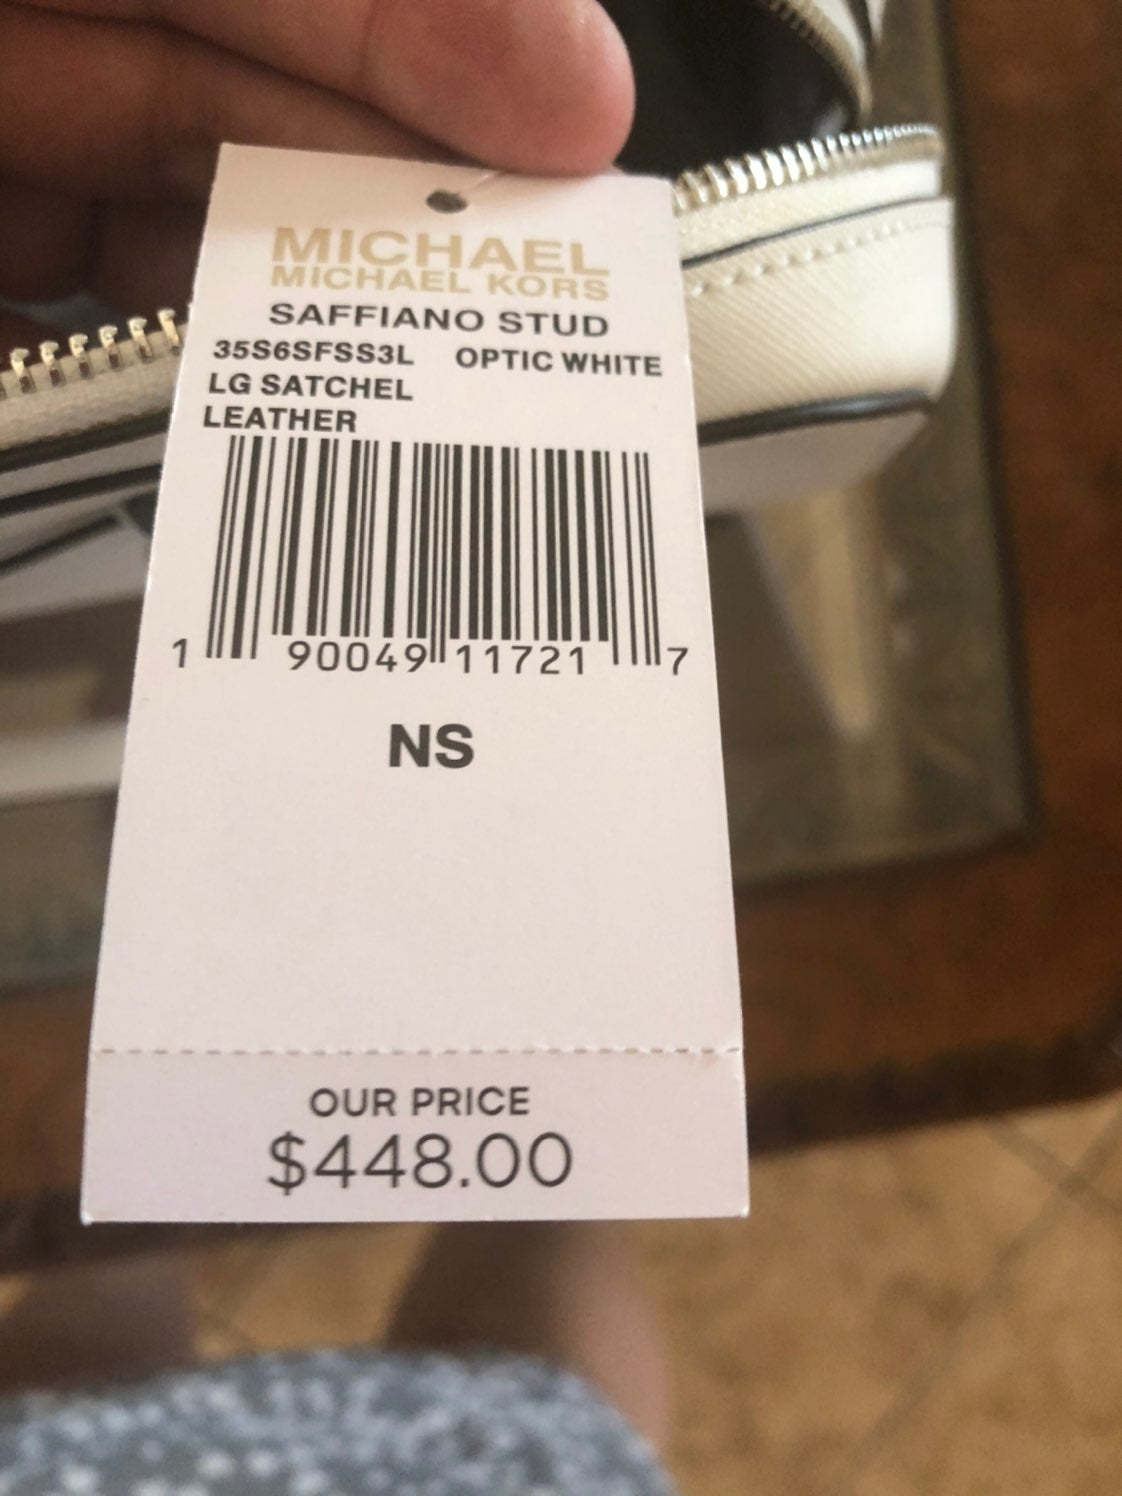 MICHAEL
MICHAEL KORS
SAFFIANO STUD
35S6SFSS3L OPTIC WHITE
LG SATCHEL
LEATHER
1 90049 11721 7
NS
OUR PRICE
$448.00